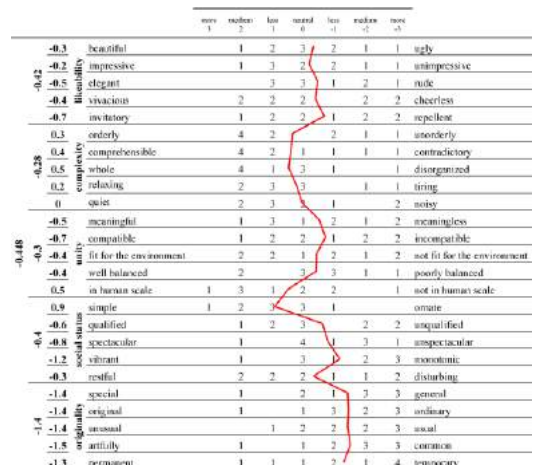 more medium less neutral less medium more
3 2 1 0 -1 -2 -3
-0.3 beautiful 1 2 3 2 1 1 ugly
-0.2 impressive 1 3 2 2 1 1 unimpressive
-0.5 elegant 3 3 1 2 1 rude
-0.4 vivacious 2 2 2 2 2 cheerless
-0.7 invitatory 1 2 2 1 2 2 repellent
-0.42 likeability
0.3 orderly 4 2 2 1 1 unorderly
0.4 comprehensible 4 2 1 1 1 1 contradictory
0.5 whole 4 1 3 1 1 disorganized
0.2 relaxing 2 3 3 1 1 tiring
0 quiet 2 3 2 1 2 noisy
-0.28 complexity
-0.5 meaningful 1 3 1 2 1 2 meaningless
-0.7 compatible 1 2 2 1 2 2 incompatible
-0.4 fit for the environment 2 2 1 2 1 2 not fit for the environment
-0.4 well balanced 2 3 3 1 1 poorly balanced
0.5 in human scale 1 3 1 2 2 1 not in human scale
-0.3 unity
-0.448
0.9 simple 1 2 3 3 1 ornate
-0.6 qualified 1 2 3 2 2 unqualified
-0.8 spectacular 1 4 1 3 1 unspectacular
-1.2 vibrant 1 3 1 2 3 monotonic
-0.3 restful 2 2 2 1 1 2 disturbing
-0.4 social status
-1.4 special 1 2 1 3 3 general
-1.4 original 1 1 3 2 3 ordinary
-1.4 unusual 1 2 2 2 3 usual
-1.5 artfully 1 1 2 3 3 common
-1.3 permanent 1 1 1 2 1 4 temporary
-1.4 originality